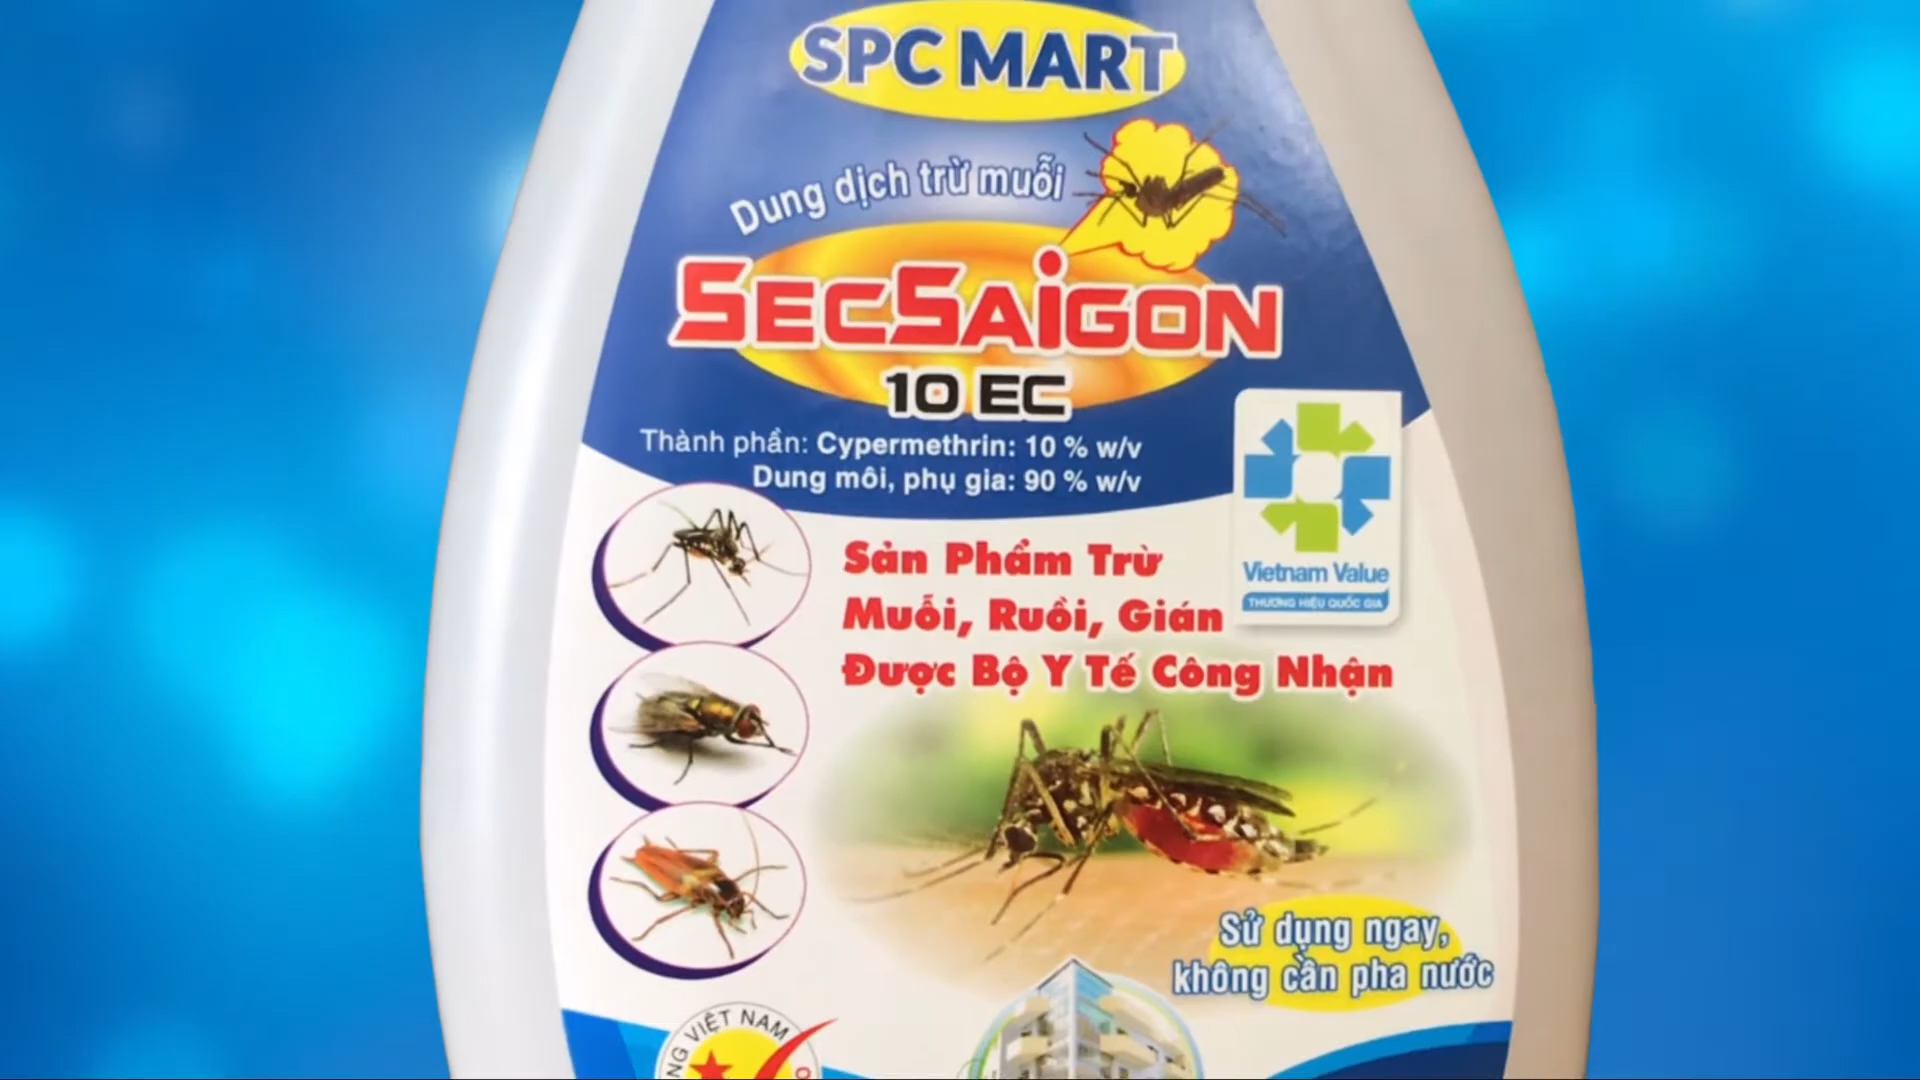 SPC MART
Dung dịch trừ muỗi
SECSAIGON
10 EC
Thành phần: Cypermethrin: 10 % w/v
Dung môi, phụ gia: 90 % w/v
Sản Phẩm Trừ
Muỗi, Ruồi, Gián
Được Bộ Y Tế Công Nhận
Vietnam Value
THƯƠNG HIỆU QUỐC GIA
Sử dụng ngay,
không cần pha nước
VIỆT NAM